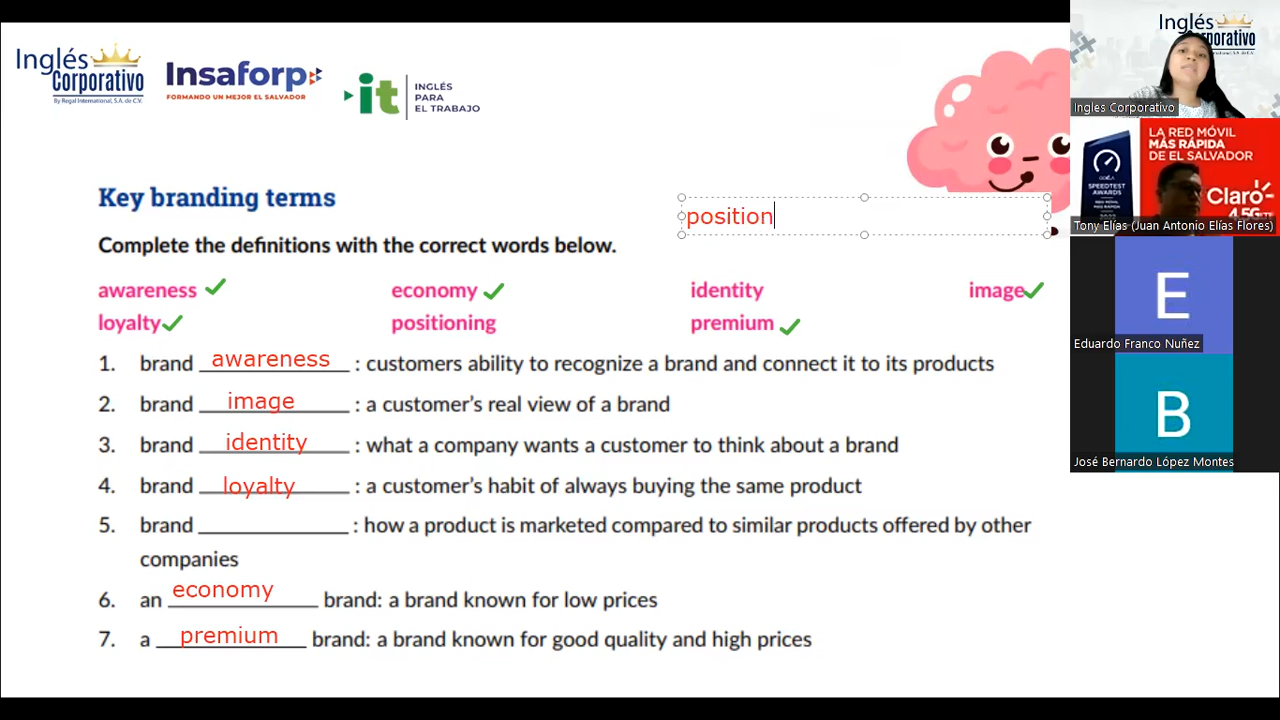 Inglés
Corporativo
By Regal International, S.A. de C.V.
Insaforp
FORMANDO UN MEJOR EL SALVADOR
it
INGLÉS
PARA
EL TRABAJO
Key branding terms
position
Complete the definitions with the correct words below.
awareness economy identity image
loyalty positioning premium
1. brand awareness : customers ability to recognize a brand and connect it to its products
2. brand image : a customer's real view of a brand
3. brand identity : what a company wants a customer to think about a brand
4. brand loyalty : a customer's habit of always buying the same product
5. brand ____________ : how a product is marketed compared to similar products offered by other
companies
6. an economy brand: a brand known for low prices
7. a premium brand: a brand known for good quality and high prices
Inglés
Corporativo
Ingles Corporativo
LA RED MÓVIL
MÁS RÁPIDA
DE EL SALVADOR
SPEEDTEST
AWARDS
Claro
4.5G
Tony Elías (Juan Antonio Elías Flores)
E
Eduardo Franco Nuñez
B
José Bernardo López Montes